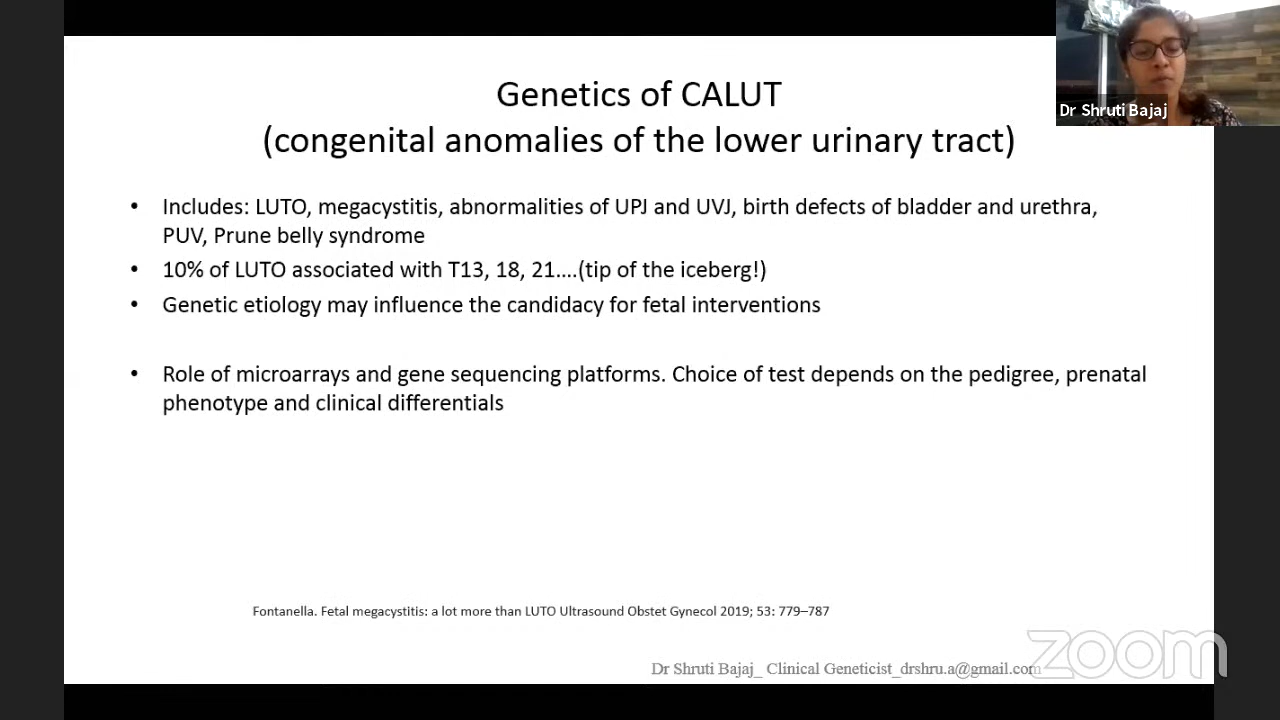 Genetics of CALUT
(congenital anomalies of the lower urinary tract)
Dr Shruti Bajaj
• Includes: LUTO, megacystitis, abnormalities of UPJ and UVJ, birth defects of bladder and urethra,
PUV, Prune belly syndrome
• 10% of LUTO associated with T13, 18, 21....(tip of the iceberg!)
• Genetic etiology may influence the candidacy for fetal interventions
• Role of microarrays and gene sequencing platforms. Choice of test depends on the pedigree, prenatal
phenotype and clinical differentials
Fontanella. Fetal megacystitis: a lot more than LUTO Ultrasound Obstet Gynecol 2019; 53: 779–787
Dr Shruti Bajaj_ Clinical Geneticist_drshru.a@gmail.com
zoom